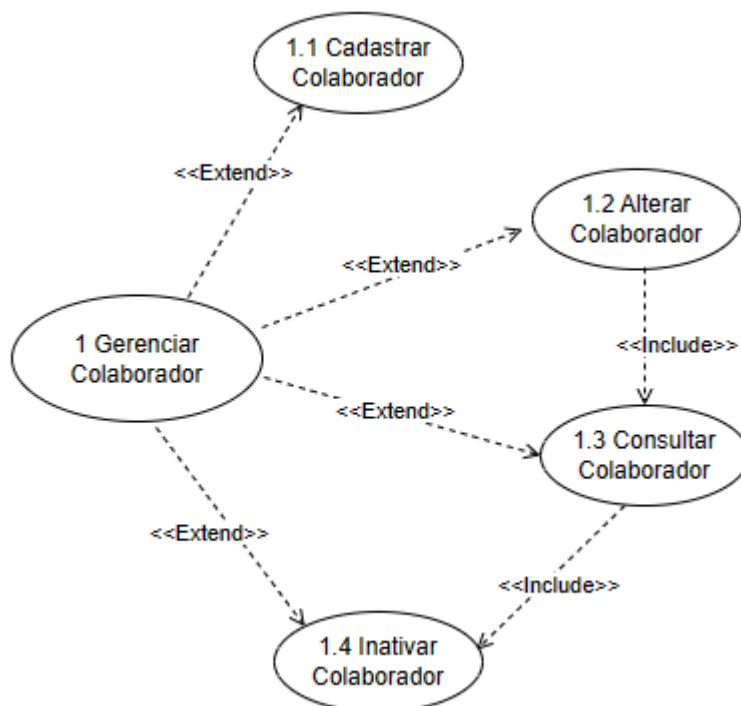 1.1 Cadastrar
Colaborador
<<Extend>>
1.2 Alterar
Colaborador
<<Extend>>
1 Gerenciar
Colaborador
<<Include>>
<<Extend>>
1.3 Consultar
Colaborador
<<Extend>>
<<Include>>
1.4 Inativar
Colaborador